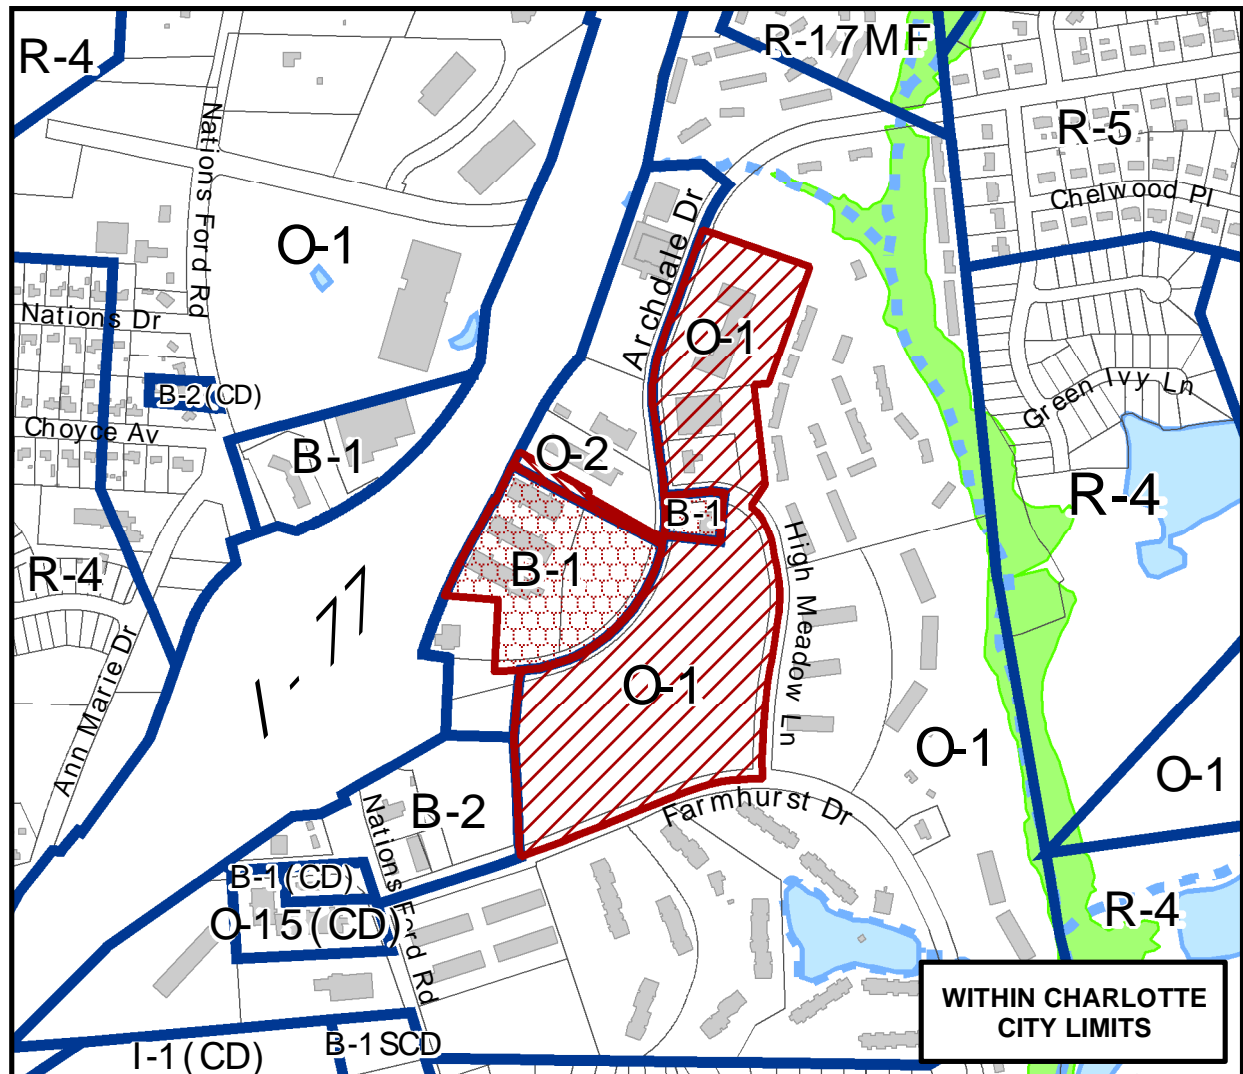 R-4
R-17MF
R-5
Nations Ford Rd
Chelwood Pl
Archdale Dr
O-1
Nations Dr
O-1
B-2(CD)
Green Ivy Ln
Choyce Av
B-1
O-2
R-4
B-1
High Meadow Ln
R-4
B-1
I-77
Ann Marie Dr
O-1
O-1
O-1
Farmhurst Dr
B-2
Nations Ford Rd
B-1(CD)
O-15(CD)
R-4
WITHIN CHARLOTTE
CITY LIMITS
I-1(CD)
B-1SCD